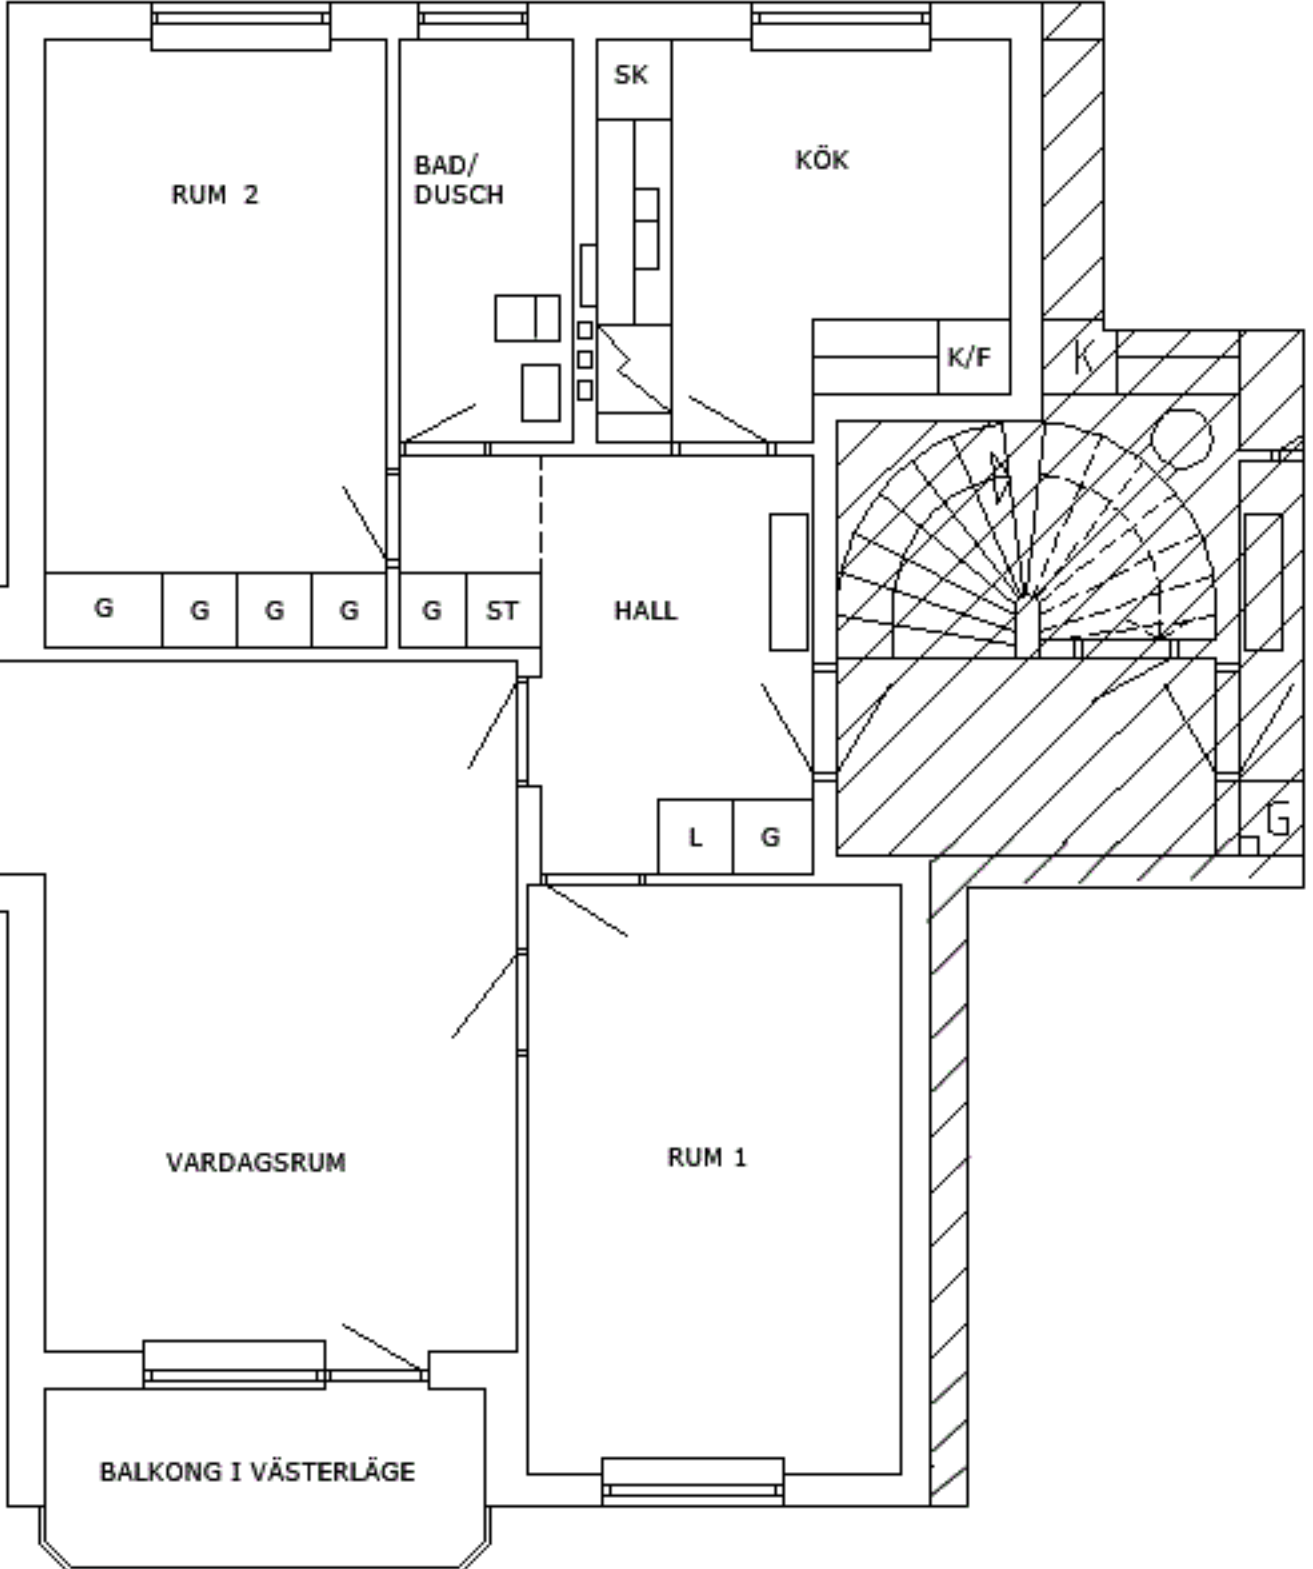 SK
KÖK
BAD/
DUSCH
RUM 2
K/F
K
G
G
G
G
G
ST
HALL
L
G
G
VARDAGSRUM
RUM 1
BALKONG I VÄSTERLÄGE